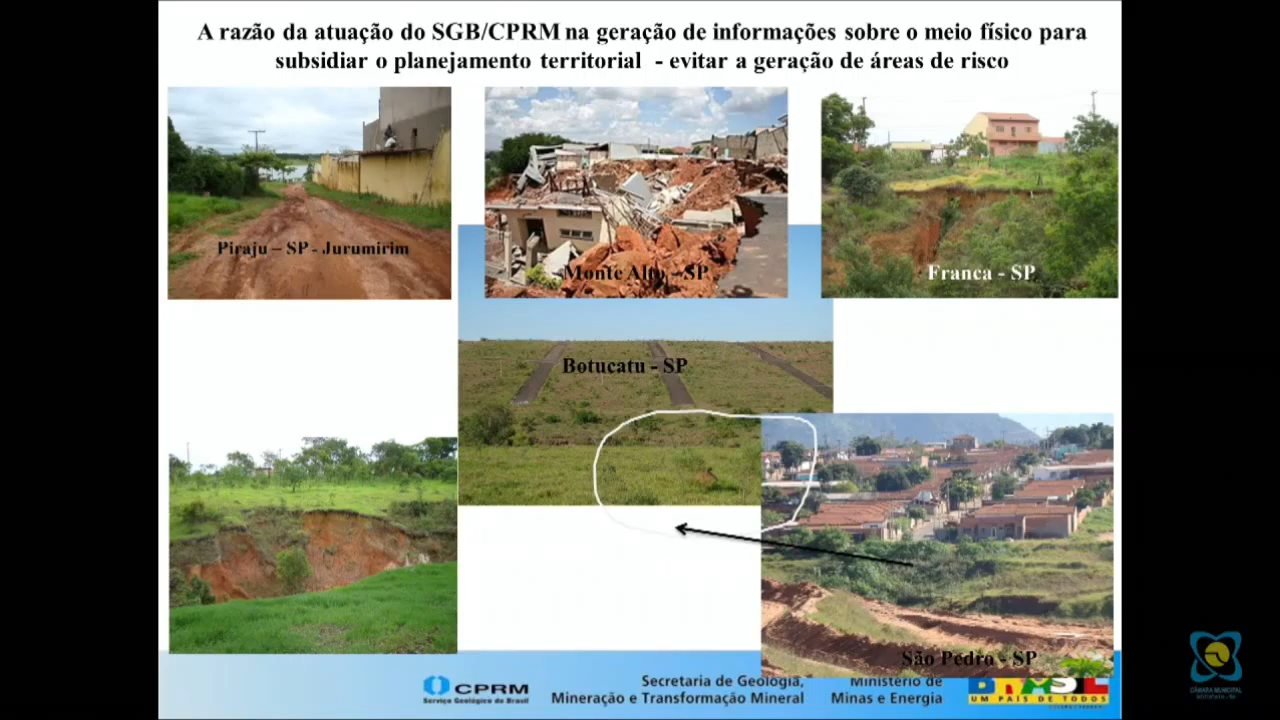 A razão da atuação do SGB/CPRM na geração de informações sobre o meio físico para
subsidiar o planejamento territorial - evitar a geração de áreas de risco
Piraju – SP - Jurumirim
Monte Alto – SP
Franca - SP
Botucatu - SP
São Pedro - SP
CPRM
Serviço Geológico do Brasil
Secretaria de Geologia,
Mineração e Transformação Mineral
Ministério de
Minas e Energia
BRASIL
UM PAÍS DE TODOS
CÂMARA MUNICIPAL